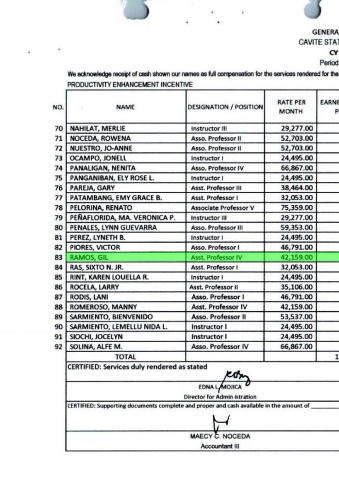 GENERA
CAVITE STAT
CY
Period
We acknowledge receipt of cash shown our names as full compensation for the services rendered for the
PRODUCTIVITY ENHANCEMENT INCENTIVE
NO. NAME DESIGNATION / POSITION RATE PER MONTH EARNE P
70 NAHILAT, MERLIE Instructor III 29,277.00
71 NOCEDA, ROWENA Asso. Professor II 52,703.00
72 NUESTRO, JO-ANNE Asso. Professor II 52,703.00
73 OCAMPO, JONELL Instructor I 24,495.00
74 PANALIGAN, NENITA Asso. Professor IV 66,867.00
75 PANGANIBAN, ELY ROSE L. Instructor I 24,495.00
76 PAREJA, GARY Asst. Professor III 38,464.00
77 PATAMBANG, EMY GRACE B. Asst. Professor I 32,053.00
78 PELORINA, RENATO Associate Professor V 75,359.00
79 PEÑAFLORIDA, MA. VERONICA P. Instructor III 29,277.00
80 PENALES, LYNN GUEVARRA Asso. Professor III 59,353.00
81 PEREZ, LYNETH B. Instructor I 24,495.00
82 PIORES, VICTOR Asso. Professor I 46,791.00
83 RAMOS, GIL Asst. Professor IV 42,159.00
84 RAS, SIXTO N. JR. Asst. Professor I 32,053.00
85 RINT, KAREN LOUELLA R. Instructor I 24,495.00
86 ROCELA, LARRY Asst. Professor II 35,106.00
87 RODIS, LANI Asso. Professor I 46,791.00
88 ROMEROSO, MANNY Asst. Professor IV 42,159.00
89 SARMIENTO, BIENVENIDO Asso. Professor II 53,537.00
90 SARMIENTO, LEMELLU NIDA L. Instructor I 24,495.00
91 SIOCHI, JOCELYN Instructor I 24,495.00
92 SOLINA, ALFE M. Asso. Professor IV 66,867.00
TOTAL 1
CERTIFIED: Services duly rendered as stated
EDNA L. MOJICA
Director for Admin istration
CERTIFIED: Supporting documents complete and proper and cash available in the amount of
MAECY C. NOCEDA
Accountant III